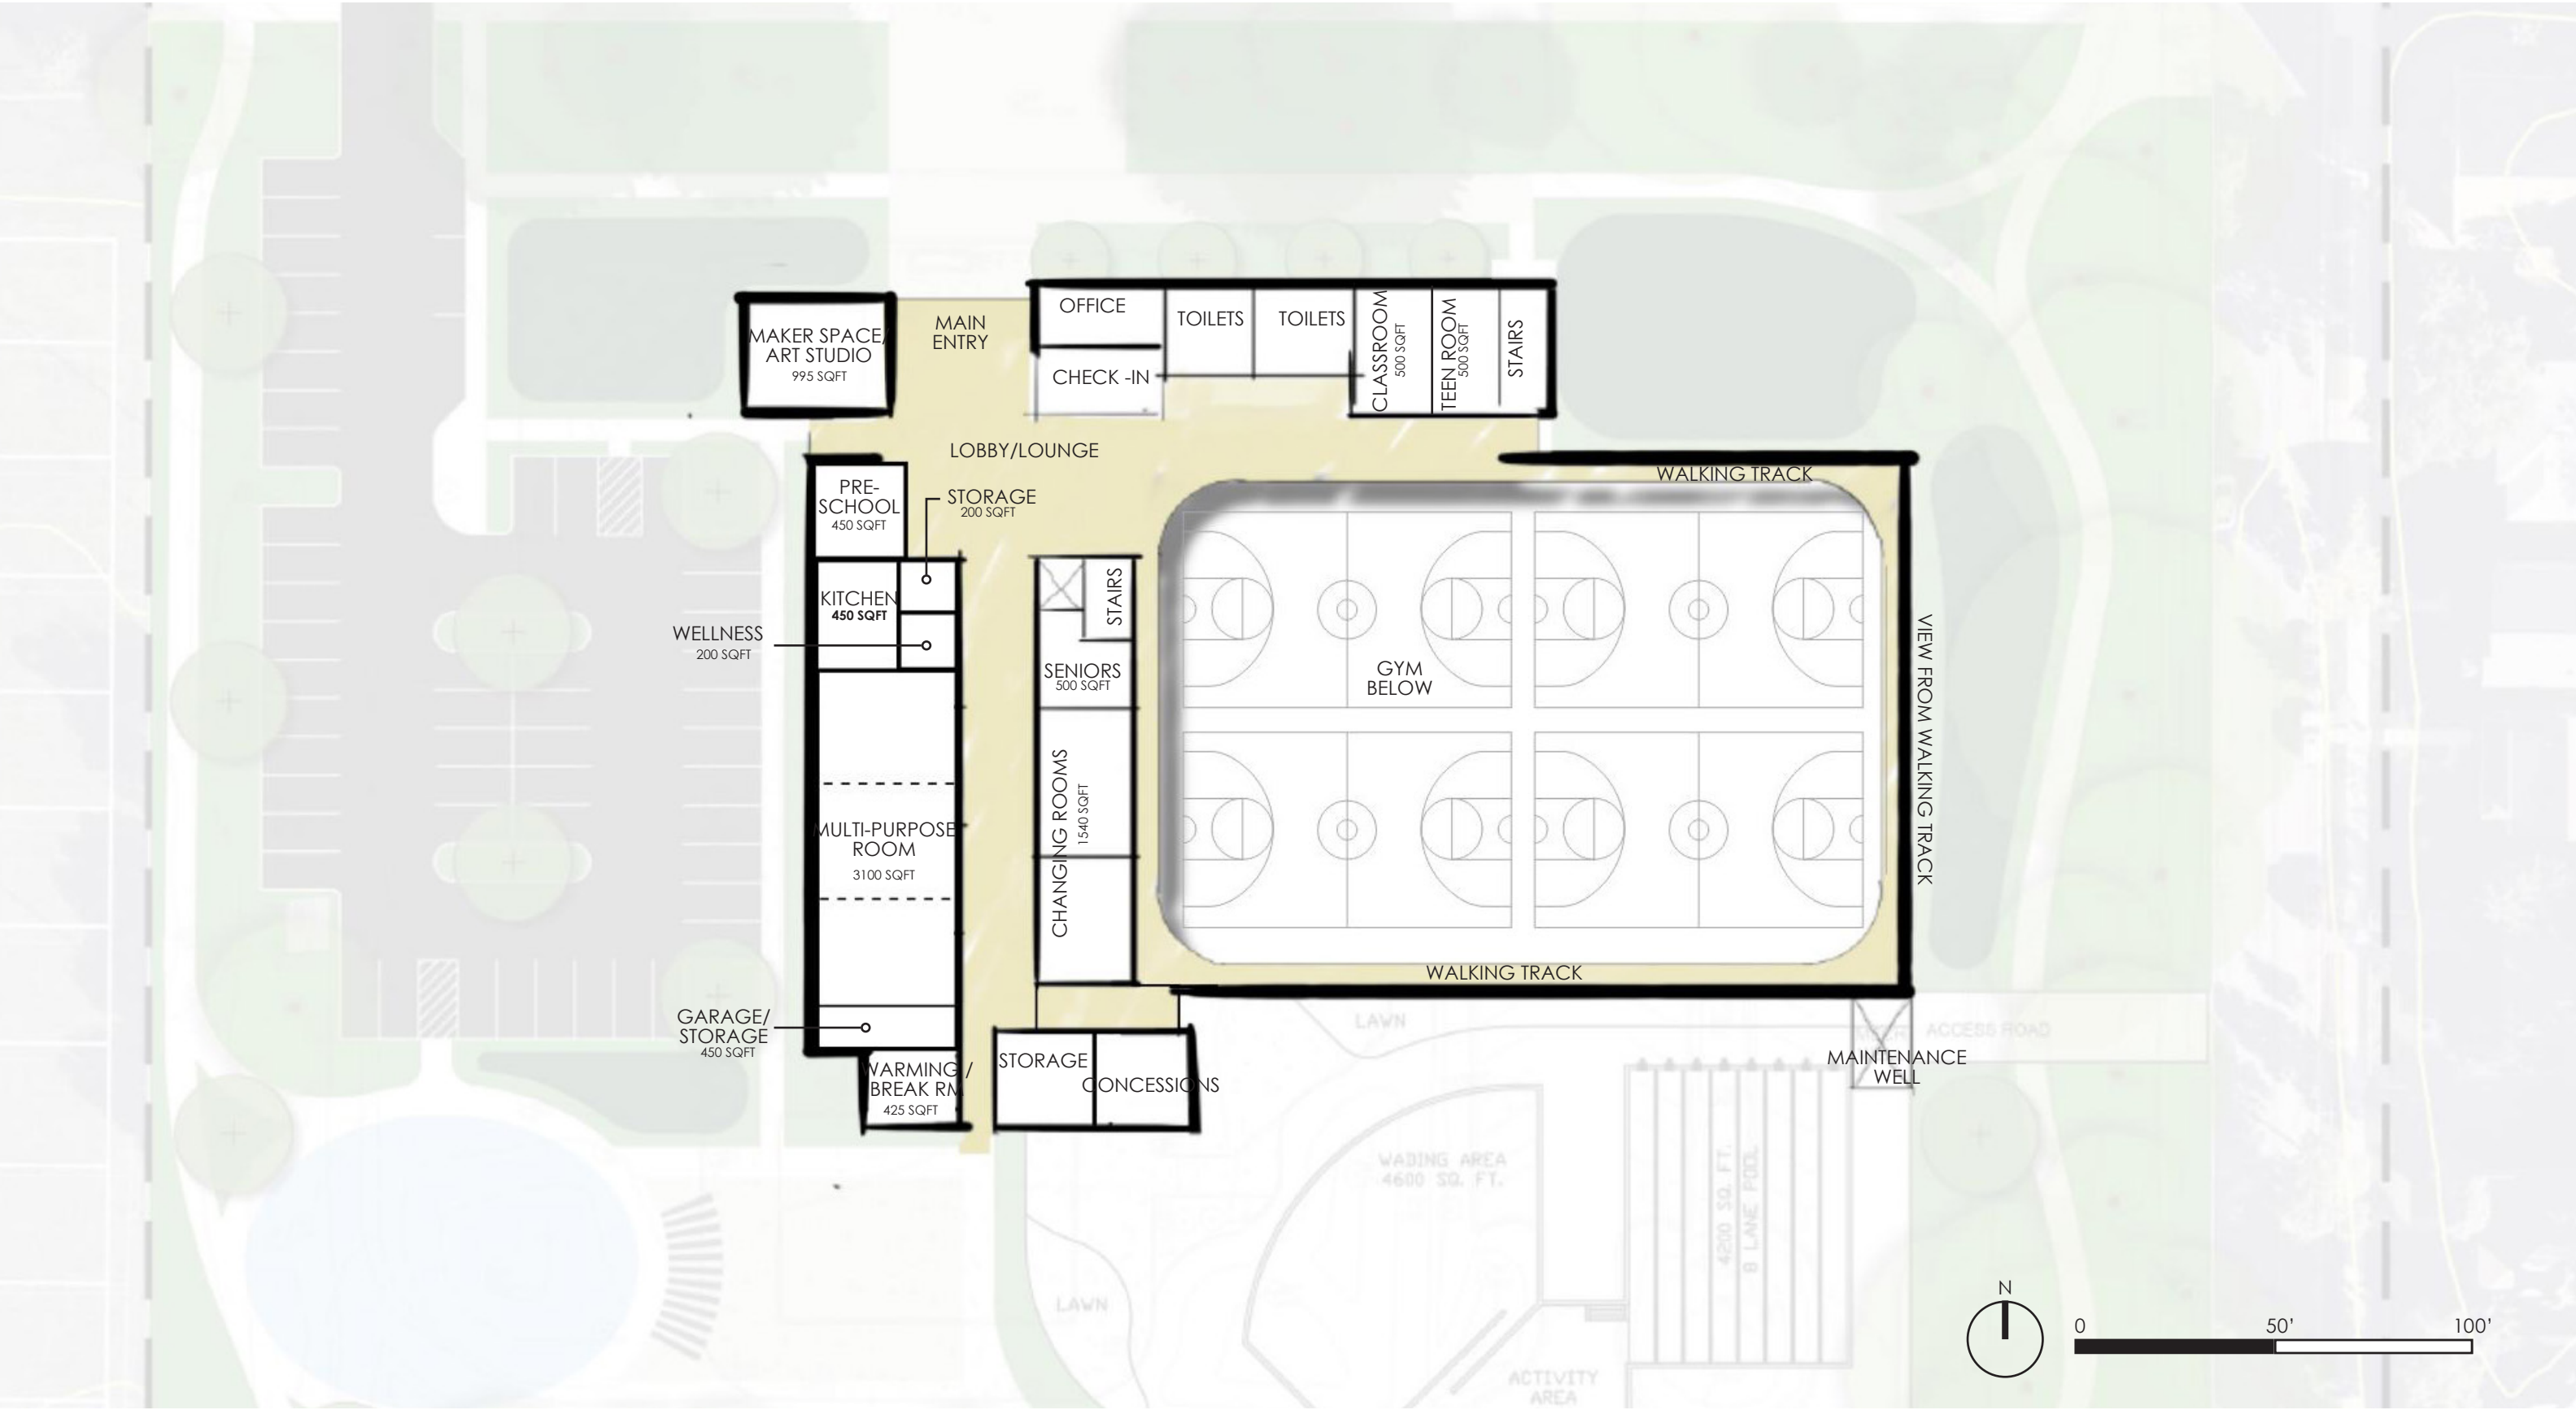 OFFICE
MAIN
ENTRY
TOILETS
TOILETS
CLASSROOM
500 SQFT
TEEN ROOM
500 SQFT
STAIRS
MAKER SPACE/
ART STUDIO
995 SQFT
CHECK -IN
LOBBY/LOUNGE
WALKING TRACK
PRE-
SCHOOL
450 SQFT
STORAGE
200 SQFT
KITCHEN
450 SQFT
STAIRS
WELLNESS
200 SQFT
SENIORS
500 SQFT
GYM
BELOW
VIEW FROM WALKING TRACK
CHANGING ROOMS
1540 SQFT
MULTI-PURPOSE
ROOM
3100 SQFT
WALKING TRACK
GARAGE/
STORAGE
450 SQFT
WARMING /
BREAK RM
425 SQFT
STORAGE
CONCESSIONS
LAWN
ACCESS ROAD
MAINTENANCE
WELL
WADING AREA
4600 SQ. FT.
4200 SQ. FT.
8 LANE POOL
LAWN
ACTIVITY
AREA
N
0 50' 100'